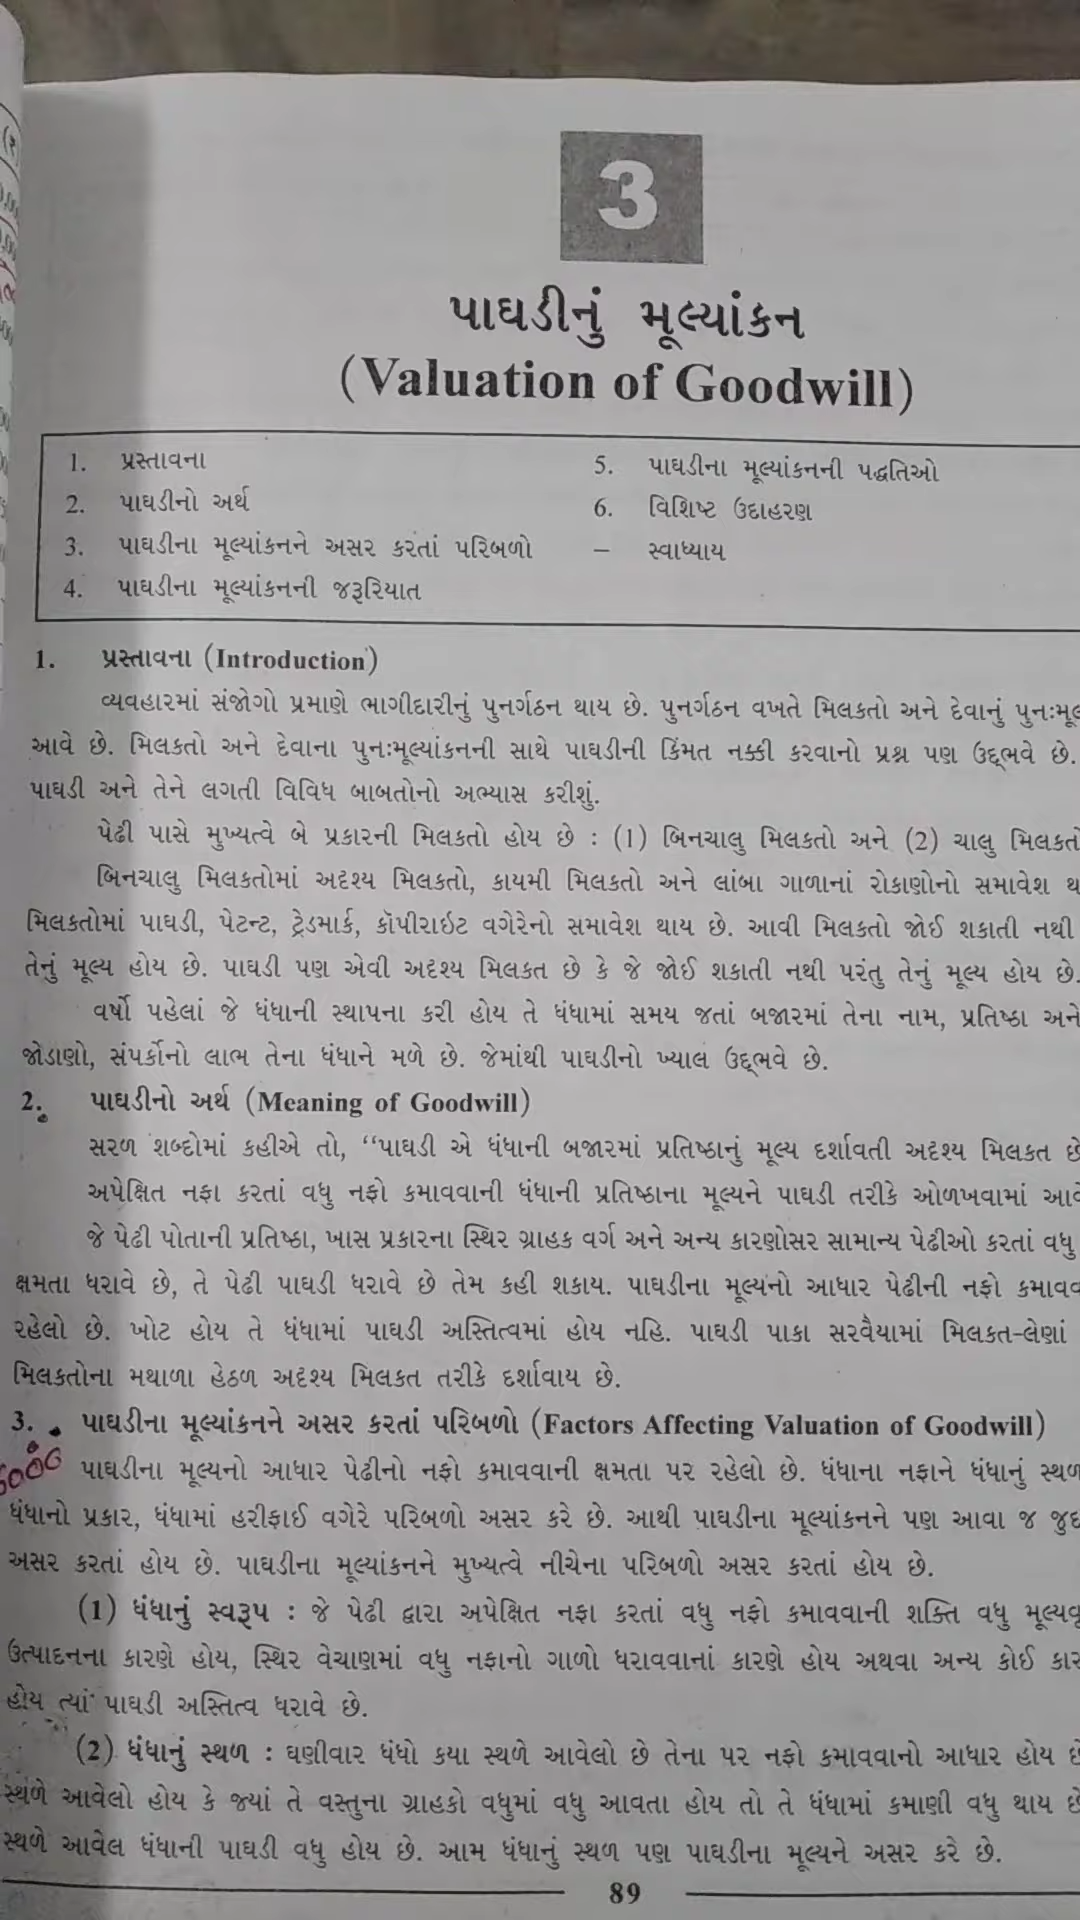 3
પાઘડીનું મૂલ્યાંકન
(Valuation of Goodwill)
1. પ્રસ્તાવના
2. પાઘડીનો અર્થ
3. પાઘડીના મૂલ્યાંકનને અસર કરતાં પરિબળો
4. પાઘડીના મૂલ્યાંકનની જરૂરિયાત
5. પાઘડીના મૂલ્યાંકનની પદ્ધતિઓ
6. વિશિષ્ટ ઉદાહરણ
– સ્વાધ્યાય
1. પ્રસ્તાવના (Introduction)
વ્યવહારમાં સંજોગો પ્રમાણે ભાગીદારીનું પુનર્ગઠન થાય છે. પુનર્ગઠન વખતે મિલકતો અને દેવાનું
આવે છે. મિલકતો અને દેવાના પુનઃમૂલ્યાંકનની સાથે પાઘડીની કિંમત નક્કી કરવાનો પ્રશ્ન પણ ઉદ્દ્ભવે છે.
પાઘડી અને તેને લગતી વિવિધ બાબતોનો અભ્યાસ કરીશું.
પેઢી પાસે મુખ્યત્વે બે પ્રકારની મિલકતો હોય છે : (1) બિનચાલુ મિલકતો અને (2) ચાલુ
બિનચાલુ મિલકતોમાં અદૃશ્ય મિલકતો, કાયમી મિલકતો અને લાંબા ગાળાનાં રોકાણોનો સમાવેશ
મિલકતોમાં પાઘડી, પેટન્ટ, ટ્રેડમાર્ક, કૉપીરાઇટ વગેરેનો સમાવેશ થાય છે. આવી મિલકતો જોઈ શકાતી નથી
તેનું મૂલ્ય હોય છે. પાઘડી પણ એવી અદૃશ્ય મિલકત છે કે જે જોઈ શકાતી નથી પરંતુ તેનું મૂલ્ય હોય છે.
વર્ષો પહેલાં જે ધંધાની સ્થાપના કરી હોય તે ધંધામાં સમય જતાં બજારમાં તેના નામ, પ્રતિષ્ઠા અને
જોડાણો, સંપર્કોનો લાભ તેના ધંધાને મળે છે. જેમાંથી પાઘડીનો ખ્યાલ ઉદ્દ્ભવે છે.
2. પાઘડીનો અર્થ (Meaning of Goodwill)
સરળ શબ્દોમાં કહીએ તો, “પાઘડી એ ધંધાની બજારમાં પ્રતિષ્ઠાનું મૂલ્ય દર્શાવતી અદૃશ્ય મિલકત છે
અપેક્ષિત નફા કરતાં વધુ નફો કમાવવાની ધંધાની પ્રતિષ્ઠાના મૂલ્યને પાઘડી તરીકે ઓળખવામાં
જે પેઢી પોતાની પ્રતિષ્ઠા, ખાસ પ્રકારના સ્થિર ગ્રાહક વર્ગ અને અન્ય કારણોસર સામાન્ય પેઢીઓ કરતાં વધુ
ક્ષમતા ધરાવે છે, તે પેઢી પાઘડી ધરાવે છે તેમ કહી શકાય. પાઘડીના મૂલ્યનો આધાર પેઢીની નફો
રહેલો છે. ખોટ હોય તે ધંધામાં પાઘડી અસ્તિત્વમાં હોય નહિ. પાઘડી પાકા સરવૈયામાં મિલકત-લેણાં
મિલકતોના મથાળા હેઠળ અદૃશ્ય મિલકત તરીકે દર્શાવાય છે.
3. પાઘડીના મૂલ્યાંકનને અસર કરતાં પરિબળો (Factors Affecting Valuation of Goodwill)
પાઘડીના મૂલ્યનો આધાર પેઢીનો નફો કમાવવાની ક્ષમતા પર રહેલો છે. ધંધાના નફાને ધંધાનું સ્થળ
ધંધાનો પ્રકાર, ધંધામાં હરીફાઈ વગેરે પરિબળો અસર કરે છે. આથી પાઘડીના મૂલ્યાંકનને પણ આવા જ
અસર કરતાં હોય છે. પાઘડીના મૂલ્યાંકનને મુખ્યત્વે નીચેના પરિબળો અસર કરતાં હોય છે.
(1) ધંધાનું સ્વરૂપ : જે પેઢી દ્વારા અપેક્ષિત નફા કરતાં વધુ નફો કમાવવાની શક્તિ વધુ
ઉત્પાદનના કારણે હોય, સ્થિર વેચાણમાં વધુ નફાનો ગાળો ધરાવવાનાં કારણે હોય અથવા અન્ય કોઈ
હોય ત્યાં પાઘડી અસ્તિત્વ ધરાવે છે.
(2) ધંધાનું સ્થળ : ઘણીવાર ધંધો કયા સ્થળે આવેલો છે તેના પર નફો કમાવવાનો આધાર હોય છે
સ્થળે આવેલો હોય કે જ્યાં તે વસ્તુના ગ્રાહકો વધુમાં વધુ આવતા હોય તો તે ધંધામાં કમાણી વધુ થાય છે
સ્થળે આવેલ ધંધાની પાઘડી વધુ હોય છે. આમ ધંધાનું સ્થળ પણ પાઘડીના મૂલ્યને અસર કરે છે.
89